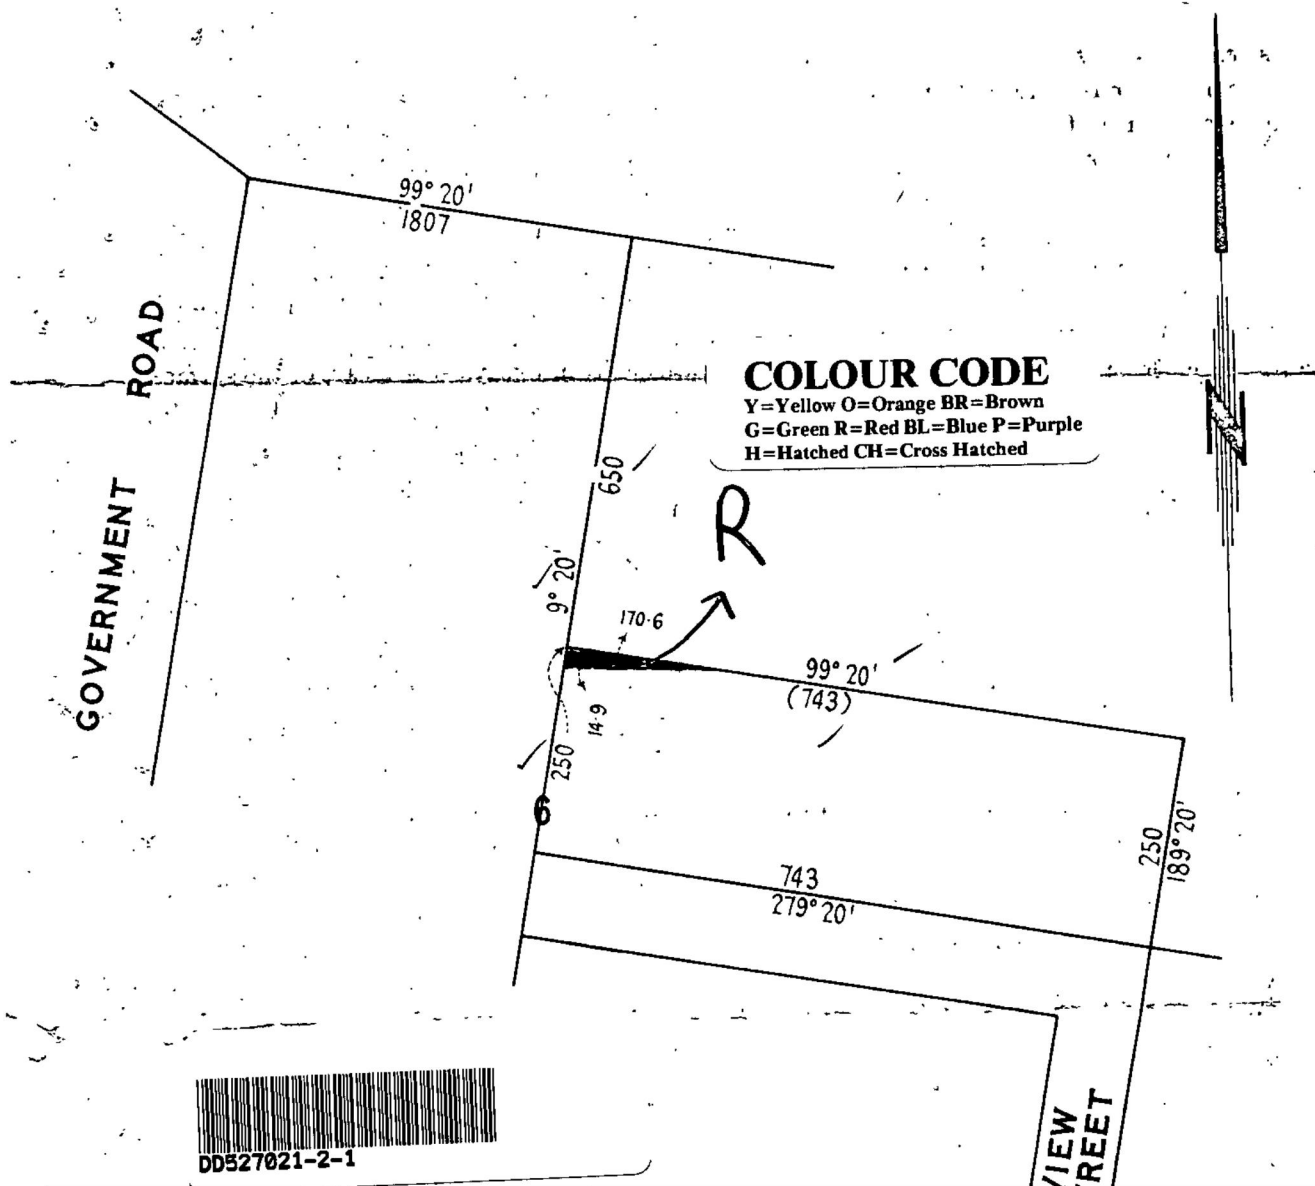 99° 20'
1807
GOVERNMENT ROAD
COLOUR CODE
Y=Yellow O=Orange BR=Brown
G=Green R=Red BL=Blue P=Purple
H=Hatched CH=Cross Hatched
650
9° 20'
R
170·6
14·9
99° 20'
(743)
250
6
250
189° 20'
743
279° 20'
N
DD527021-2-1